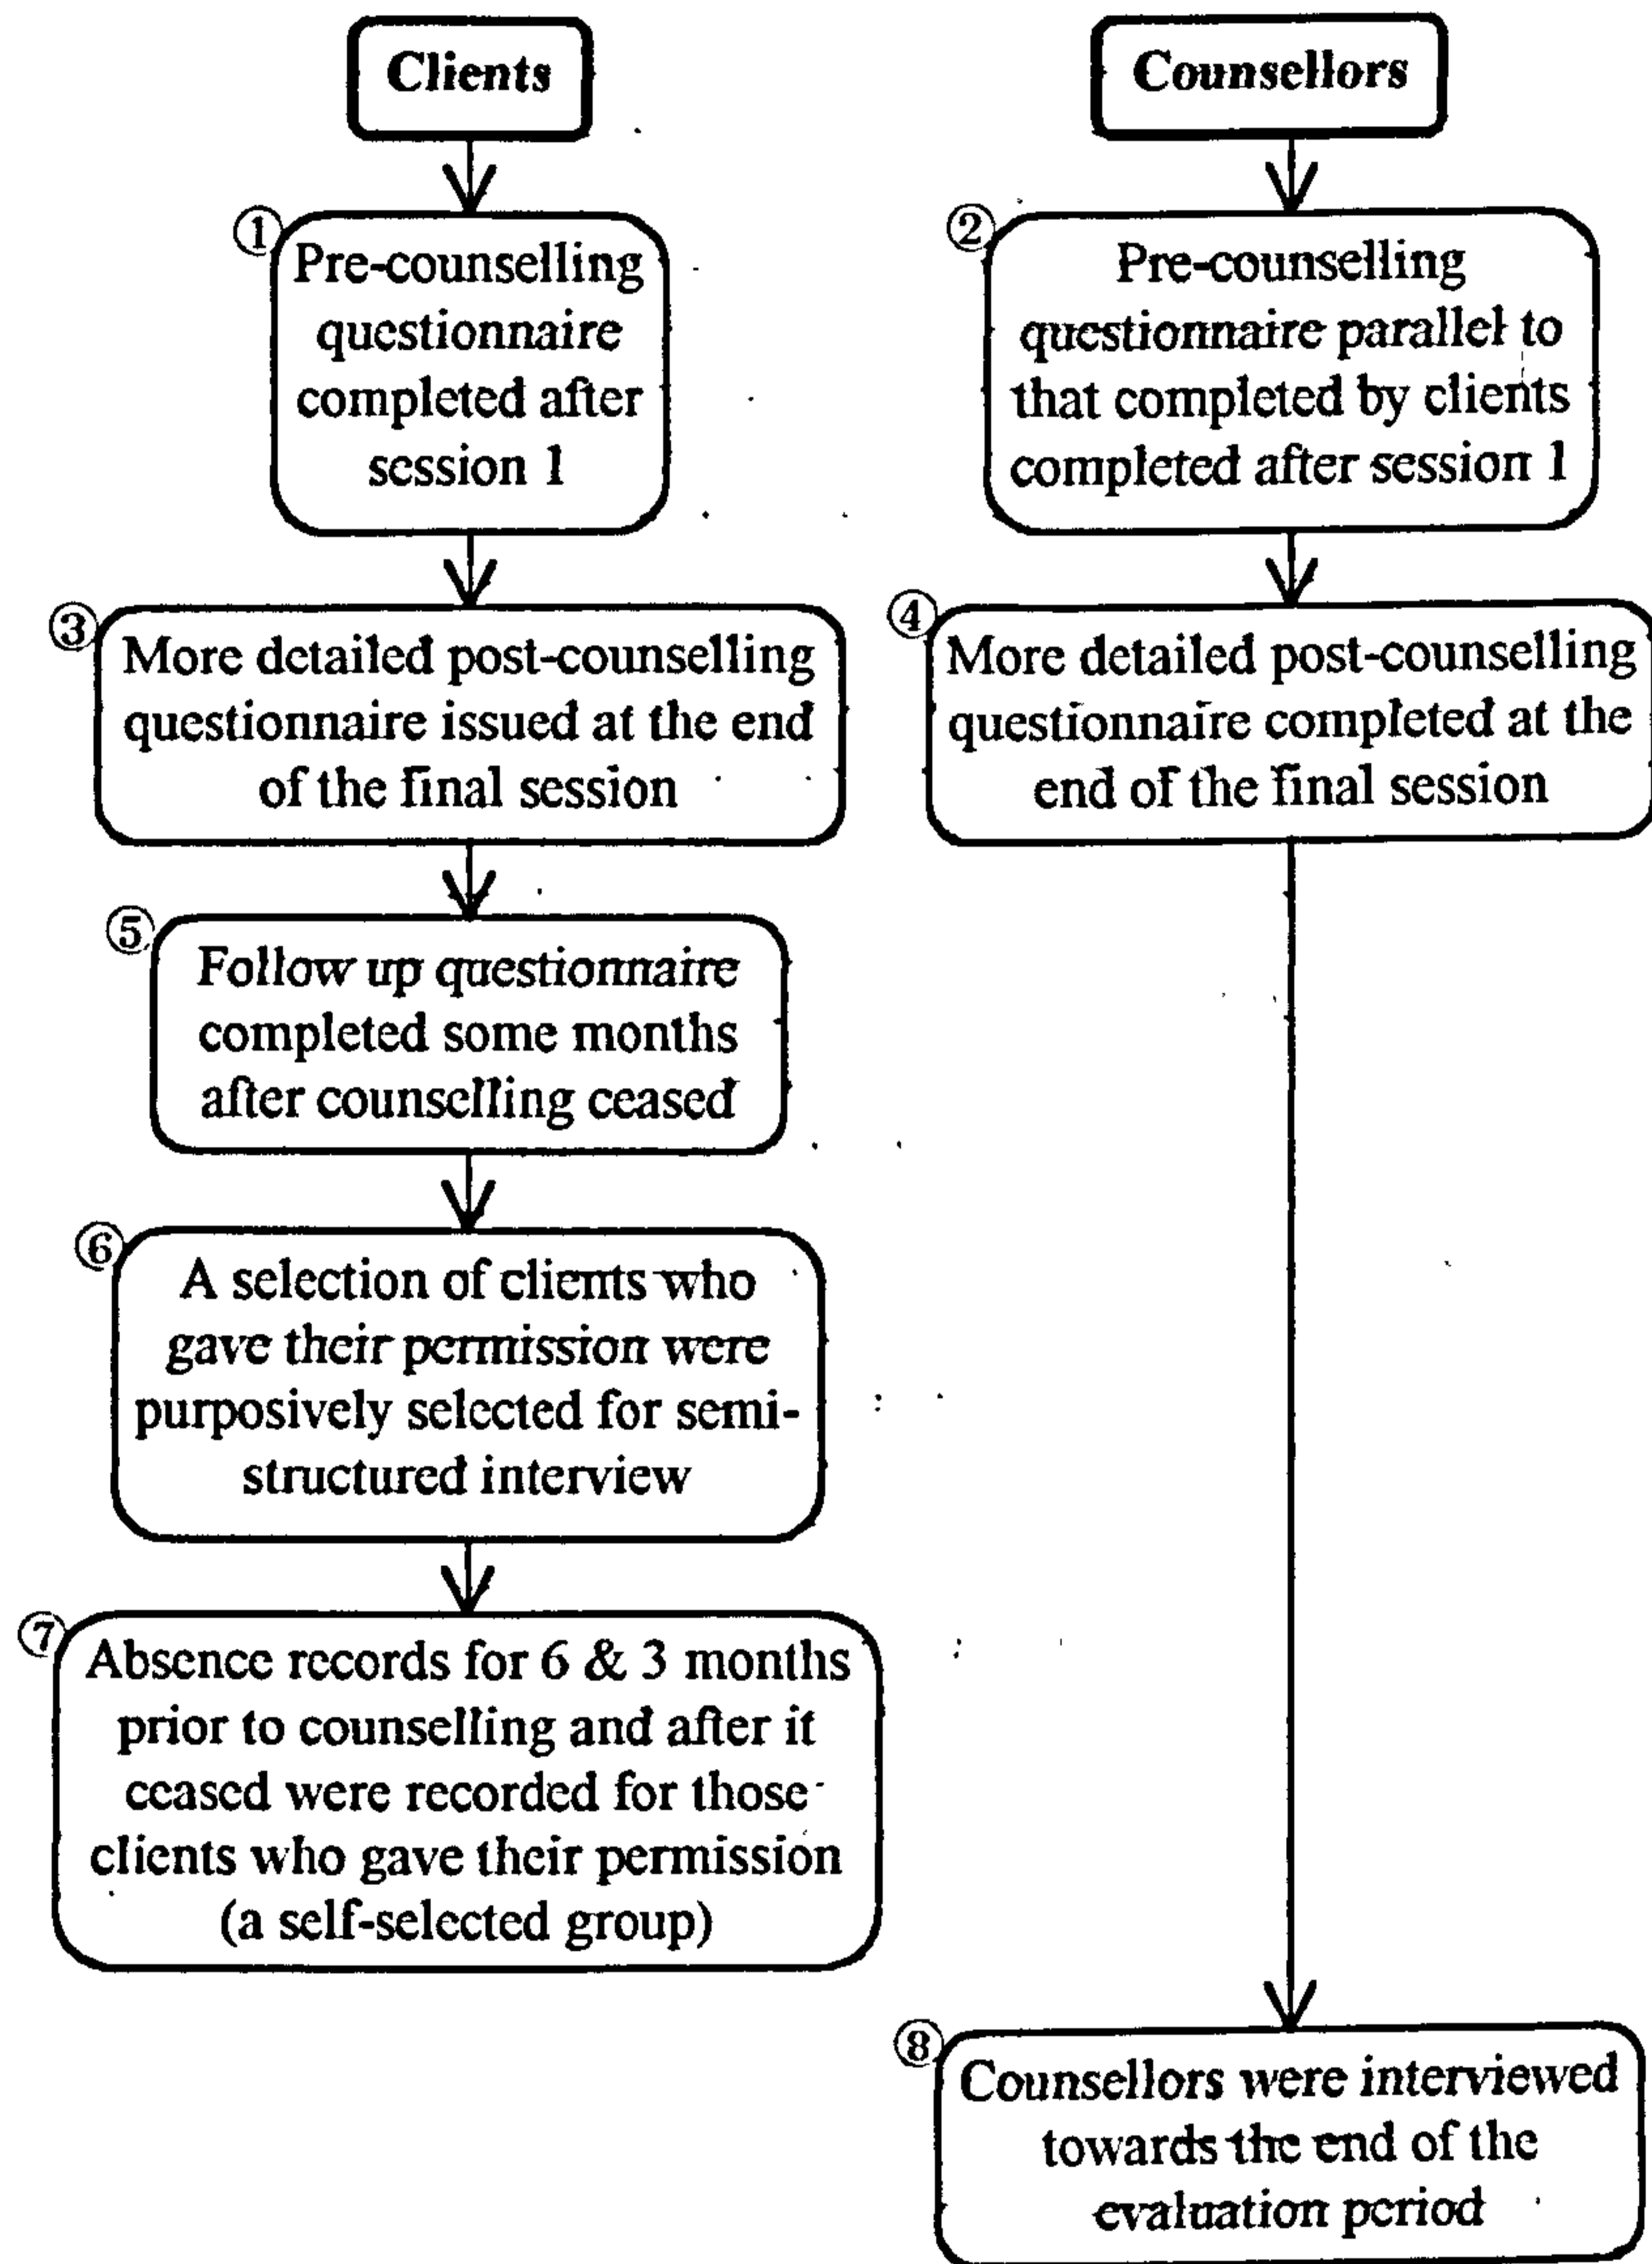 Clients
Counsellors
①
Pre-counselling
questionnaire
completed after
session 1
②
Pre-counselling
questionnaire parallel to
that completed by clients
completed after session 1
③
More detailed post-counselling
questionnaire issued at the end
of the final session
④
More detailed post-counselling
questionnaire completed at the
end of the final session
⑤
Follow up questionnaire
completed some months
after counselling ceased
⑥
A selection of clients who
gave their permission were
purposively selected for semi-
structured interview
⑦
Absence records for 6 & 3 months
prior to counselling and after it
ceased were recorded for those
clients who gave their permission
(a self-selected group)
⑧
Counsellors were interviewed
towards the end of the
evaluation period